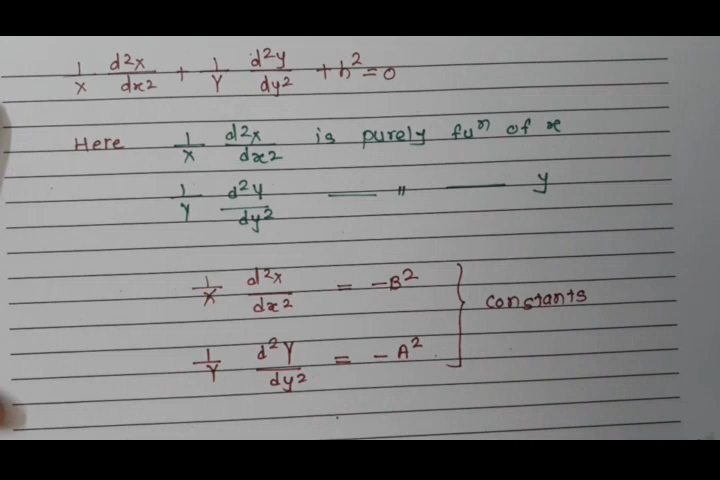 1/X d²x/dx² + 1/Y d²y/dy² + h² = 0
Here 1/X d²x/dx² is purely fuⁿ of x
1/Y d²Y/dy² —— " —— y
1/X d²x/dx² = -B²
constants
1/Y d²Y/dy² = -A²